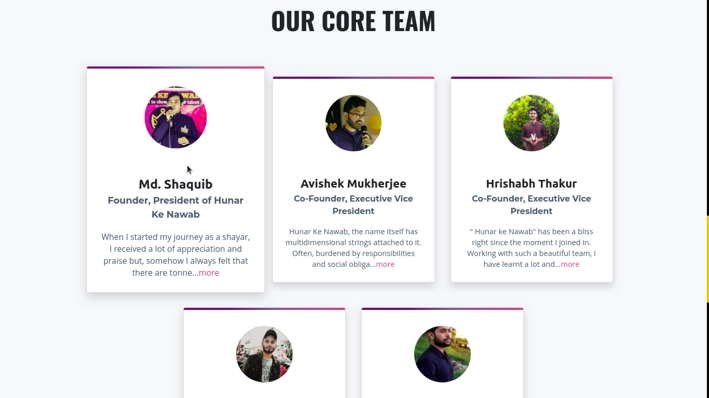 OUR CORE TEAM
Md. Shaquib
Founder, President of Hunar
Ke Nawab
When I started my journey as a shayar,
I received a lot of appreciation and
praise but, somehow I always felt that
there are tonne...more
Avishek Mukherjee
Co-Founder, Executive Vice
President
Hunar Ke Nawab, the name itself has
multidimensional strings attached to it.
Often, burdened by responsibilities
and social obliga...more
Hrishabh Thakur
Co-Founder, Executive Vice
President
" Hunar ke Nawab" has been a bliss
right since the moment I joined in.
Working with such a beautiful team, I
have learnt a lot and...more